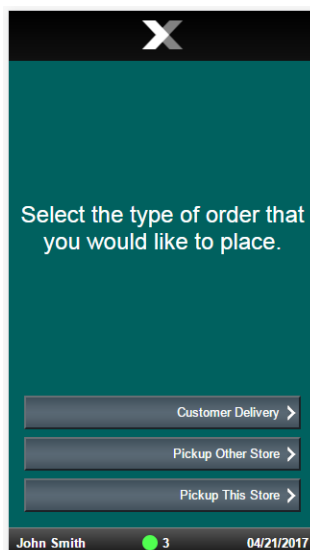 Select the type of order that
you would like to place.
Customer Delivery
Pickup Other Store
Pickup This Store
John Smith 3 04/21/2017